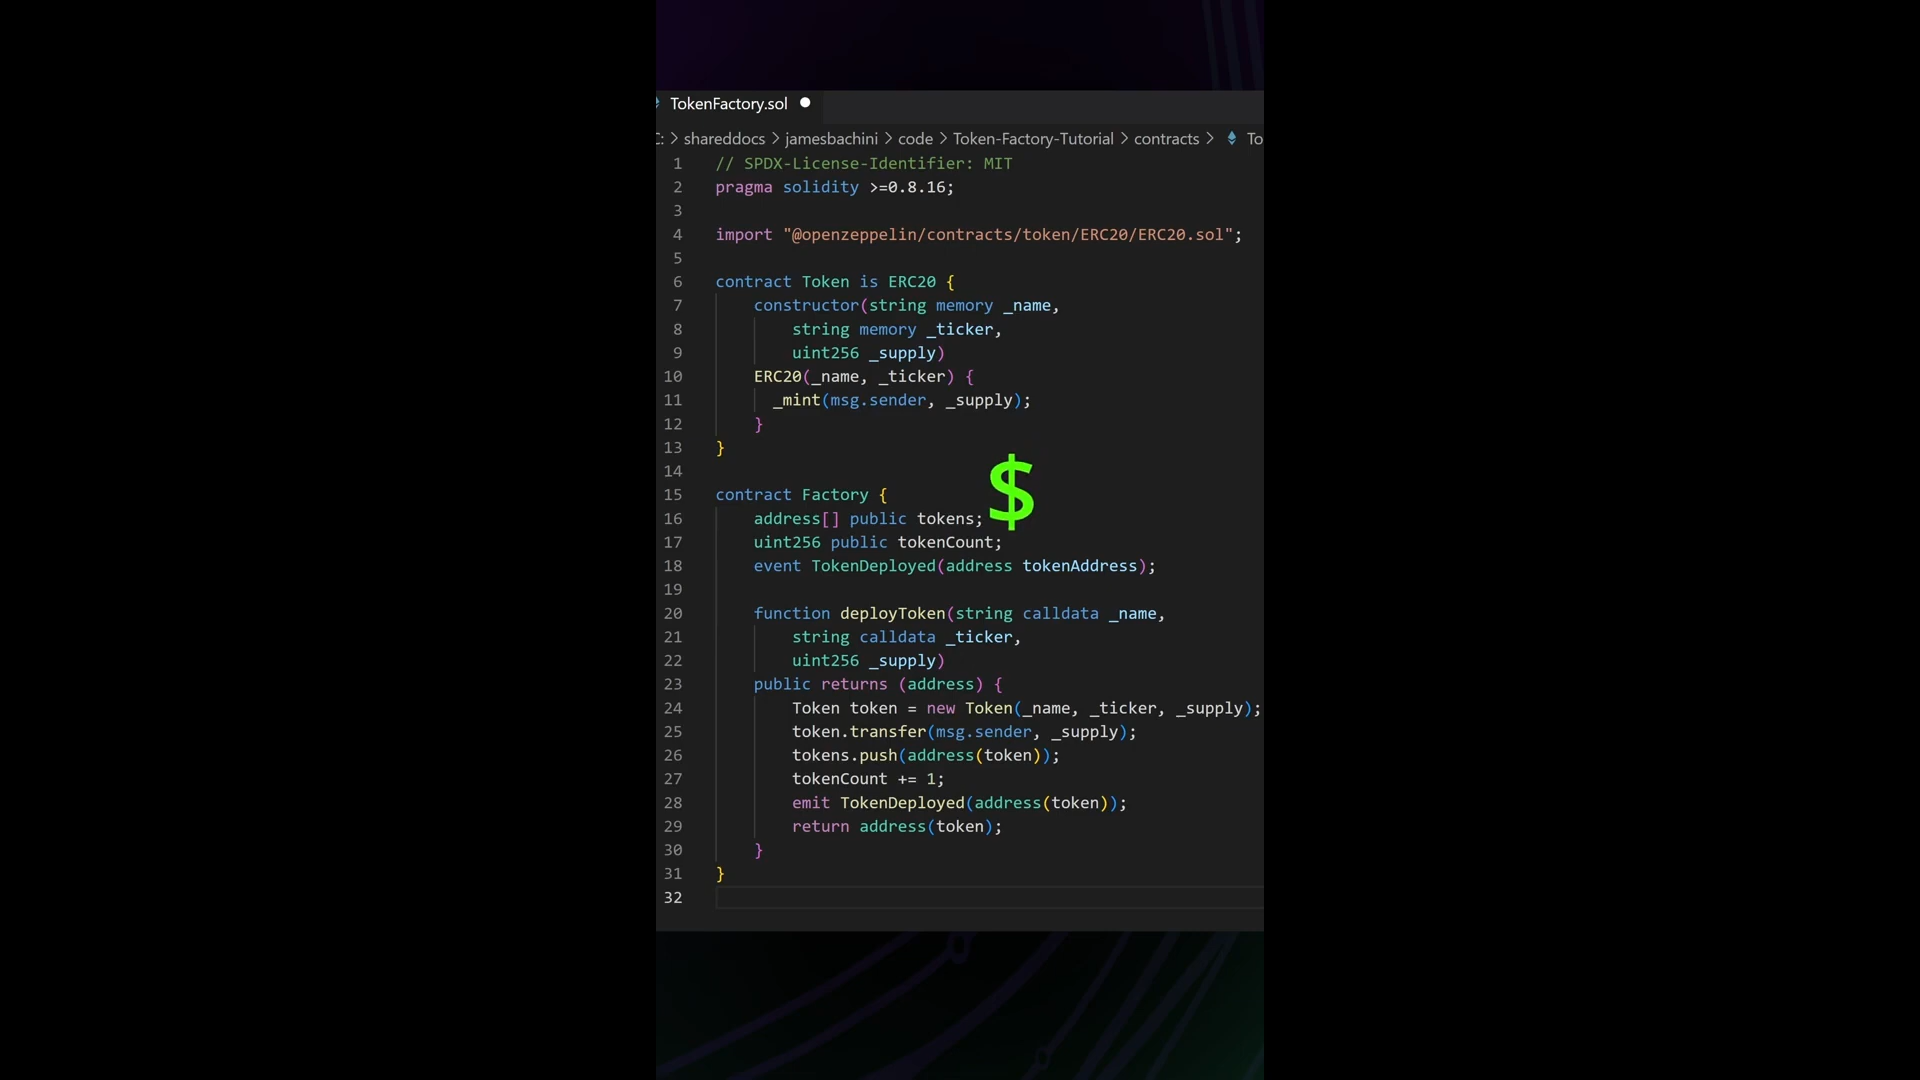 TokenFactory.sol
C: > shareddocs > jamesbachini > code > Token-Factory-Tutorial > contracts > To
1 // SPDX-License-Identifier: MIT
2 pragma solidity >=0.8.16;
3
4 import "@openzeppelin/contracts/token/ERC20/ERC20.sol";
5
6 contract Token is ERC20 {
7 constructor(string memory _name,
8 string memory _ticker,
9 uint256 _supply)
10 ERC20(_name, _ticker) {
11 _mint(msg.sender, _supply);
12 }
13 }
14
$
15 contract Factory {
16 address[] public tokens;
17 uint256 public tokenCount;
18 event TokenDeployed(address tokenAddress);
19
20 function deployToken(string calldata _name,
21 string calldata _ticker,
22 uint256 _supply)
23 public returns (address) {
24 Token token = new Token(_name, _ticker, _supply);
25 token.transfer(msg.sender, _supply);
26 tokens.push(address(token));
27 tokenCount += 1;
28 emit TokenDeployed(address(token));
29 return address(token);
30 }
31 }
32